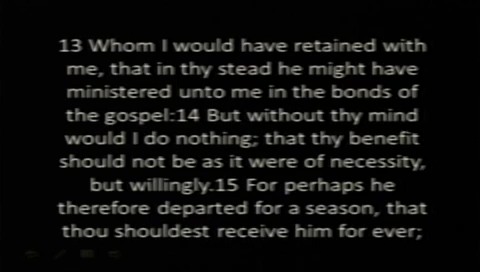 13 Whom I would have retained with
me, that in thy stead he might have
ministered unto me in the bonds of
the gospel:14 But without thy mind
would I do nothing; that thy benefit
should not be as it were of necessity,
but willingly.15 For perhaps he
therefore departed for a season, that
thou shouldest receive him for ever;